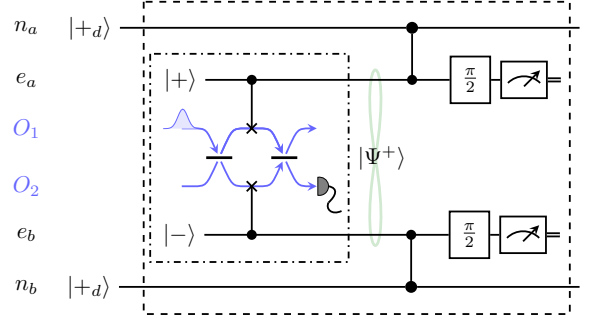 n_a |+_d⟩
e_a |+⟩ π/2
O_1
|Ψ⁺⟩
O_2
e_b |−⟩ π/2
n_b |+_d⟩